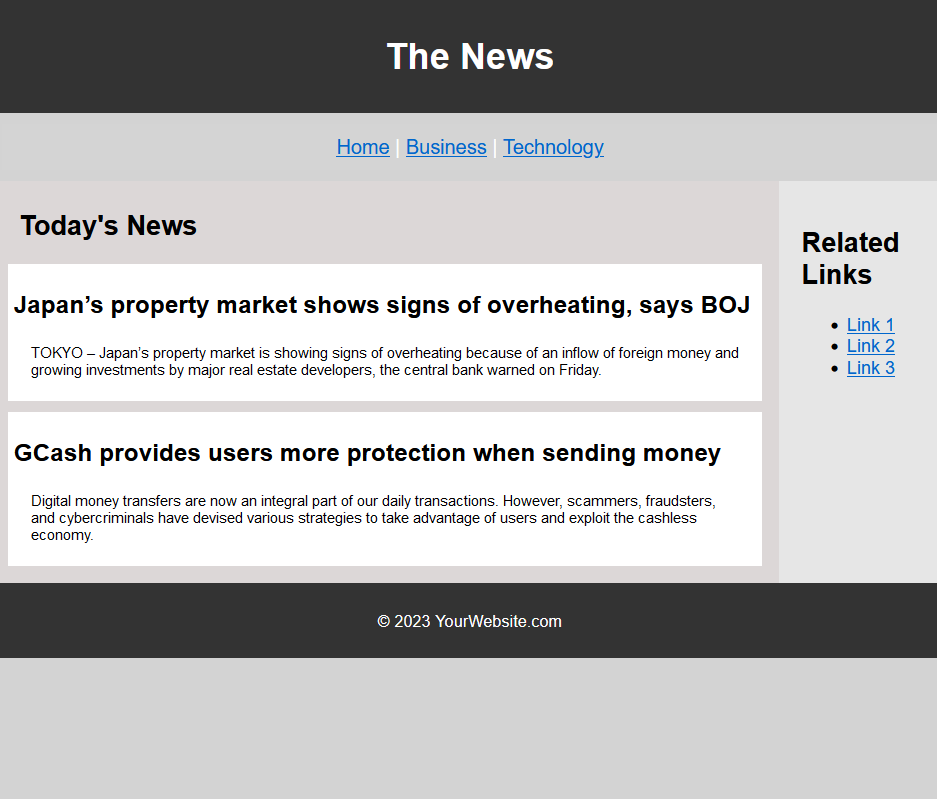 The News
Home | Business | Technology
Today's News
Japan’s property market shows signs of overheating, says BOJ
TOKYO – Japan’s property market is showing signs of overheating because of an inflow of foreign money and
growing investments by major real estate developers, the central bank warned on Friday.
GCash provides users more protection when sending money
Digital money transfers are now an integral part of our daily transactions. However, scammers, fraudsters,
and cybercriminals have devised various strategies to take advantage of users and exploit the cashless
economy.
Related
Links
• Link 1
• Link 2
• Link 3
© 2023 YourWebsite.com